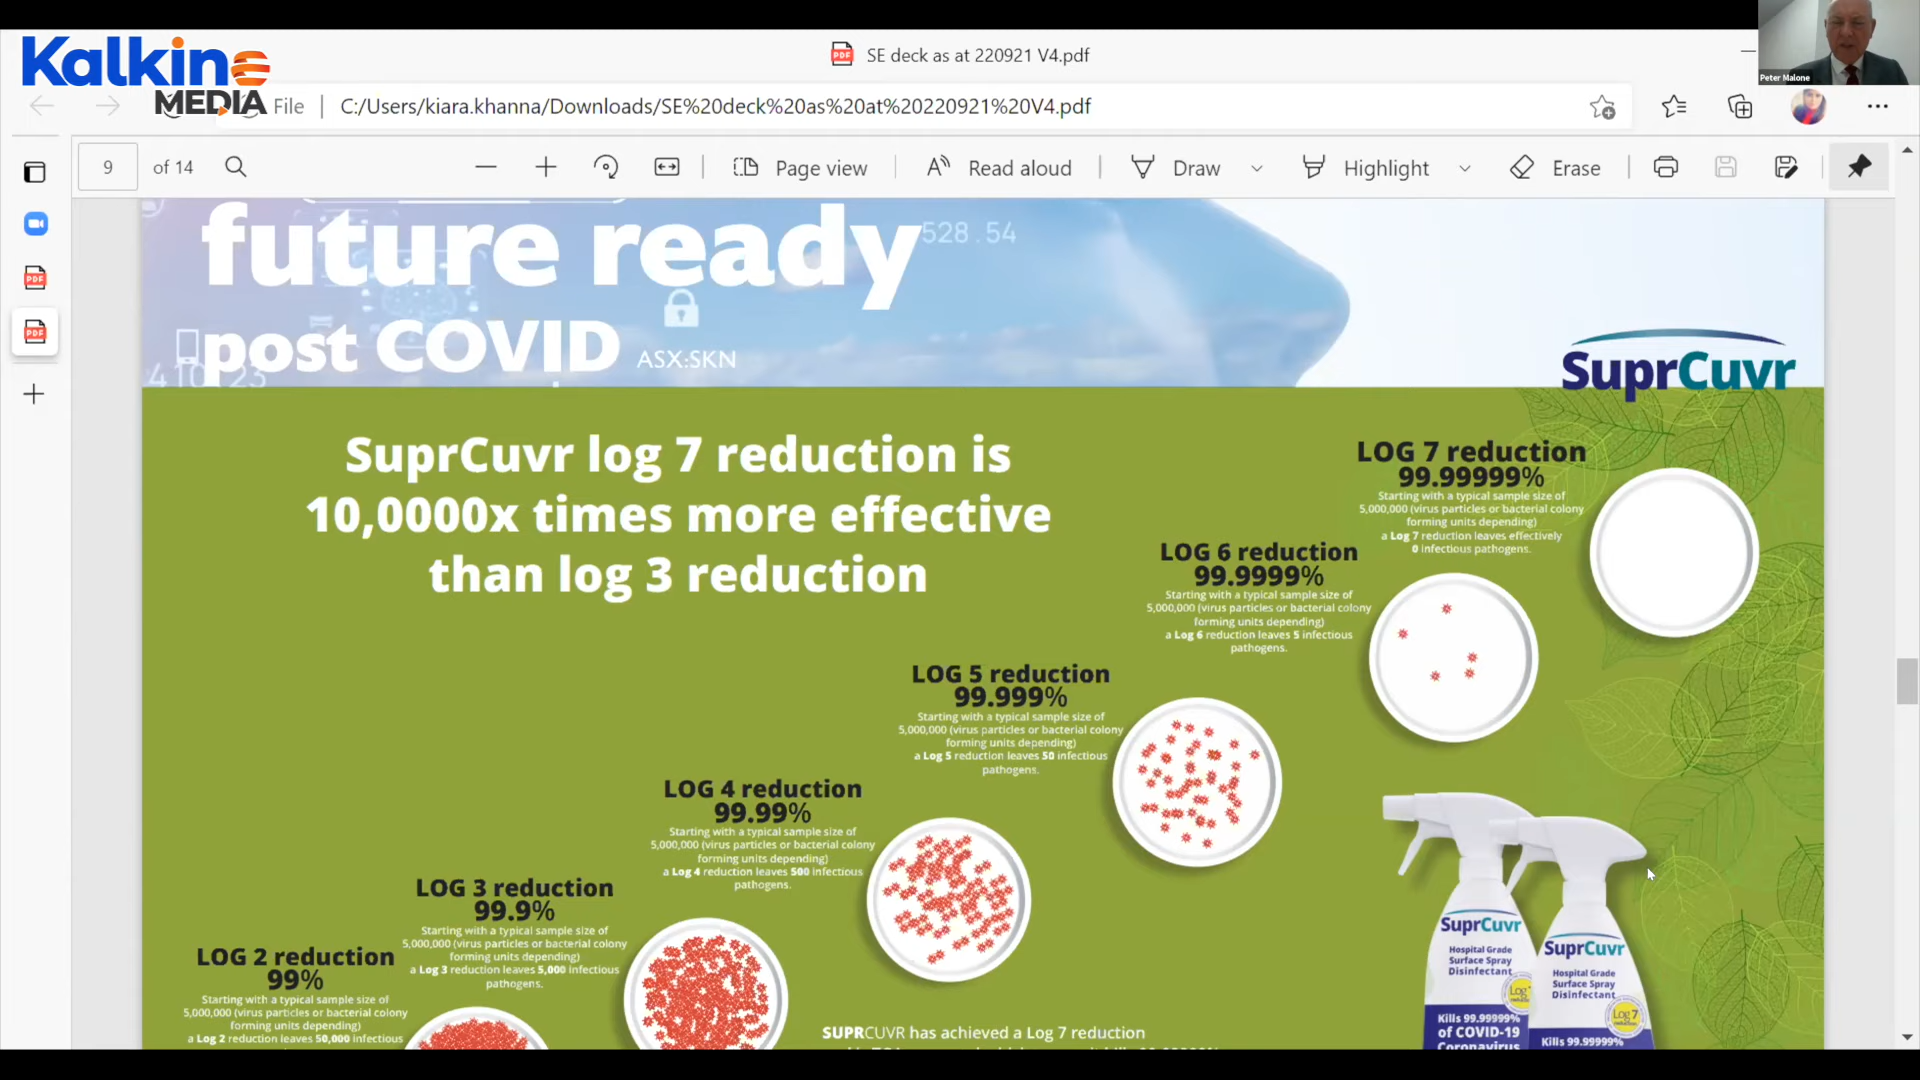 Kalkine
MEDIA
SE deck as at 220921 V4.pdf
Peter Malone
File
C:/Users/kiara.khanna/Downloads/SE%20deck%20as%20at%20220921%20V4.pdf
9
of 14
Page view
Read aloud
Draw
Highlight
Erase
future ready
528.54
post COVID ASX:SKN
SuprCuvr
SuprCuvr log 7 reduction is
10,0000x times more effective
than log 3 reduction
LOG 7 reduction
99.99999%
Starting with a typical sample size of
5,000,000 (virus particles or bacterial colony
forming units depending)
a Log 7 reduction leaves effectively
0 infectious pathogens.
LOG 6 reduction
99.9999%
Starting with a typical sample size of
5,000,000 (virus particles or bacterial colony
forming units depending)
a Log 6 reduction leaves 5 infectious
pathogens.
LOG 5 reduction
99.999%
Starting with a typical sample size of
5,000,000 (virus particles or bacterial colony
forming units depending)
a Log 5 reduction leaves 50 infectious
pathogens.
LOG 4 reduction
99.99%
Starting with a typical sample size of
5,000,000 (virus particles or bacterial colony
forming units depending)
a Log 4 reduction leaves 500 infectious
pathogens.
LOG 3 reduction
99.9%
Starting with a typical sample size of
5,000,000 (virus particles or bacterial colony
forming units depending)
a Log 3 reduction leaves 5,000 infectious
pathogens.
LOG 2 reduction
99%
Starting with a typical sample size of
5,000,000 (virus particles or bacterial colony
forming units depending)
a Log 2 reduction leaves 50,000 infectious
SUPRCUVR has achieved a Log 7 reduction
SuprCuvr
Hospital Grade
Surface Spray
Disinfectant
Kills 99.99999%
of COVID-19
Coronavirus
SuprCuvr
Hospital Grade
Surface Spray
Disinfectant
Log 7
Kills 99.99999%